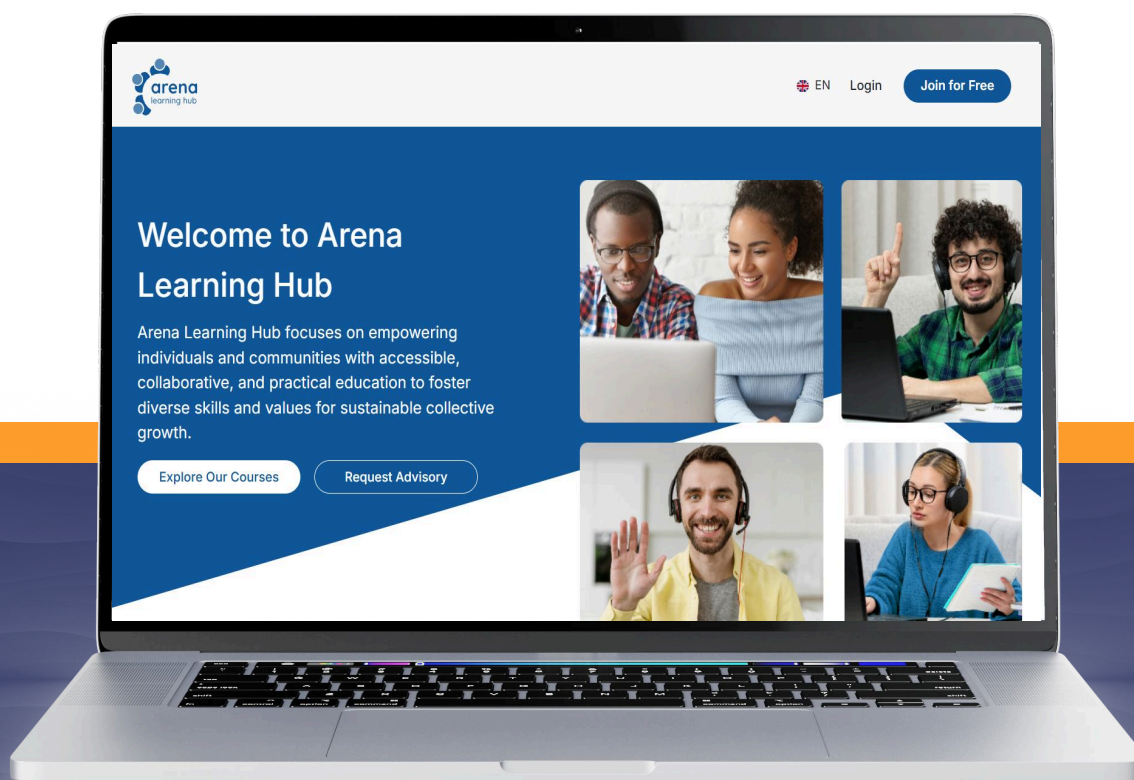 arena
learning hub
EN
Login
Join for Free
Welcome to Arena
Learning Hub
Arena Learning Hub focuses on empowering
individuals and communities with accessible,
collaborative, and practical education to foster
diverse skills and values for sustainable collective
growth.
Explore Our Courses
Request Advisory